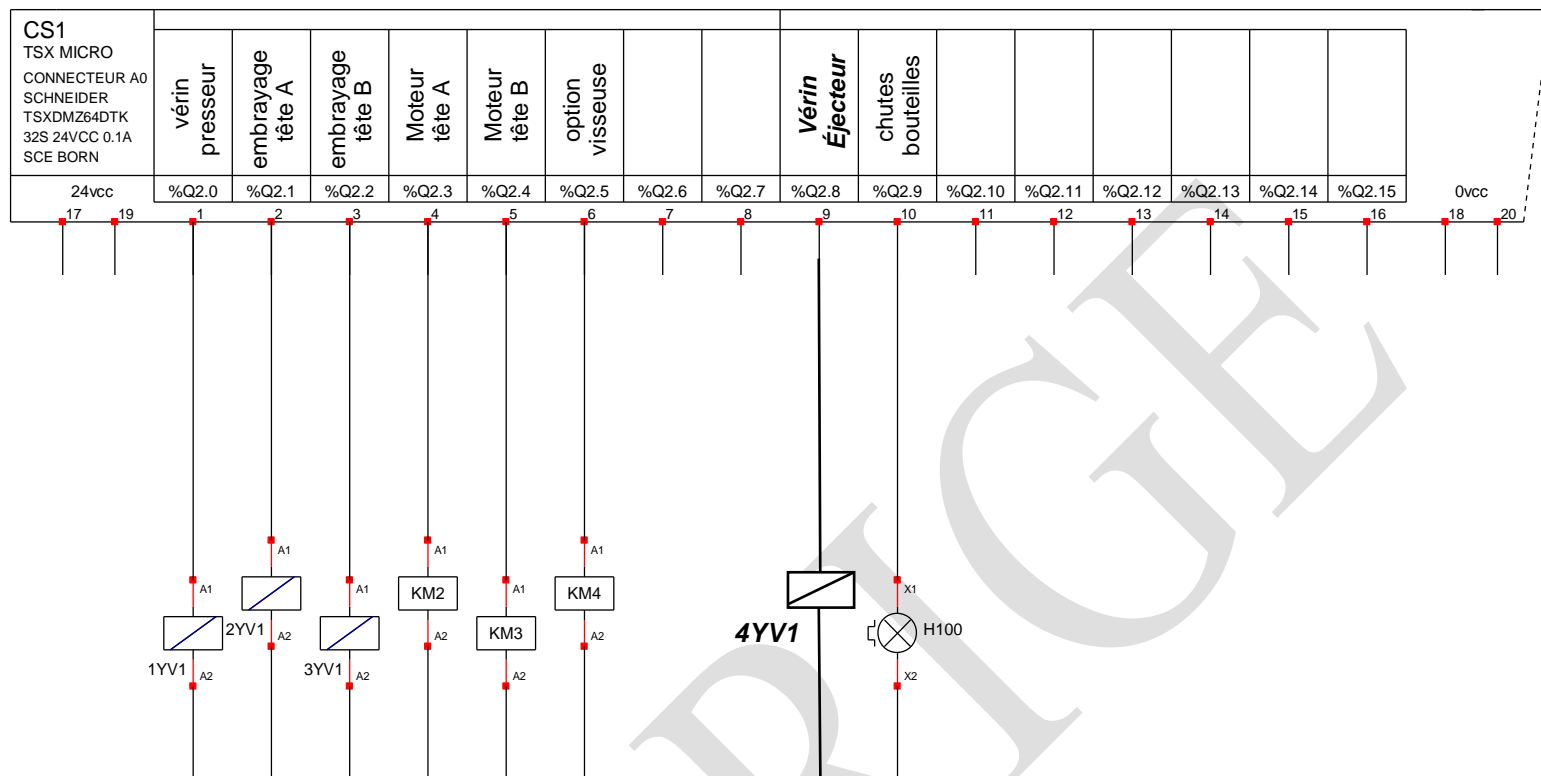 CS1
TSX MICRO
CONNECTEUR A0
SCHNEIDER
TSXDMZ64DTK
32S 24VCC 0.1A
SCE BORN
vérin
presseur
embrayage
tête A
embrayage
tête B
Moteur
tête A
Moteur
tête B
option
visseuse
Vérin
Éjecteur
chutes
bouteilles
24vcc %Q2.0 %Q2.1 %Q2.2 %Q2.3 %Q2.4 %Q2.5 %Q2.6 %Q2.7 %Q2.8 %Q2.9 %Q2.10 %Q2.11 %Q2.12 %Q2.13 %Q2.14 %Q2.15 0vcc
17 19 1 2 3 4 5 6 7 8 9 10 11 12 13 14 15 16 18 20
A1 A1 A1
A1 A1 A1 X1
KM2 KM4
2YV1 A2 KM3 A2 A2 4YV1 H100
1YV1 A2 3YV1 A2 A2 X2
RIGE